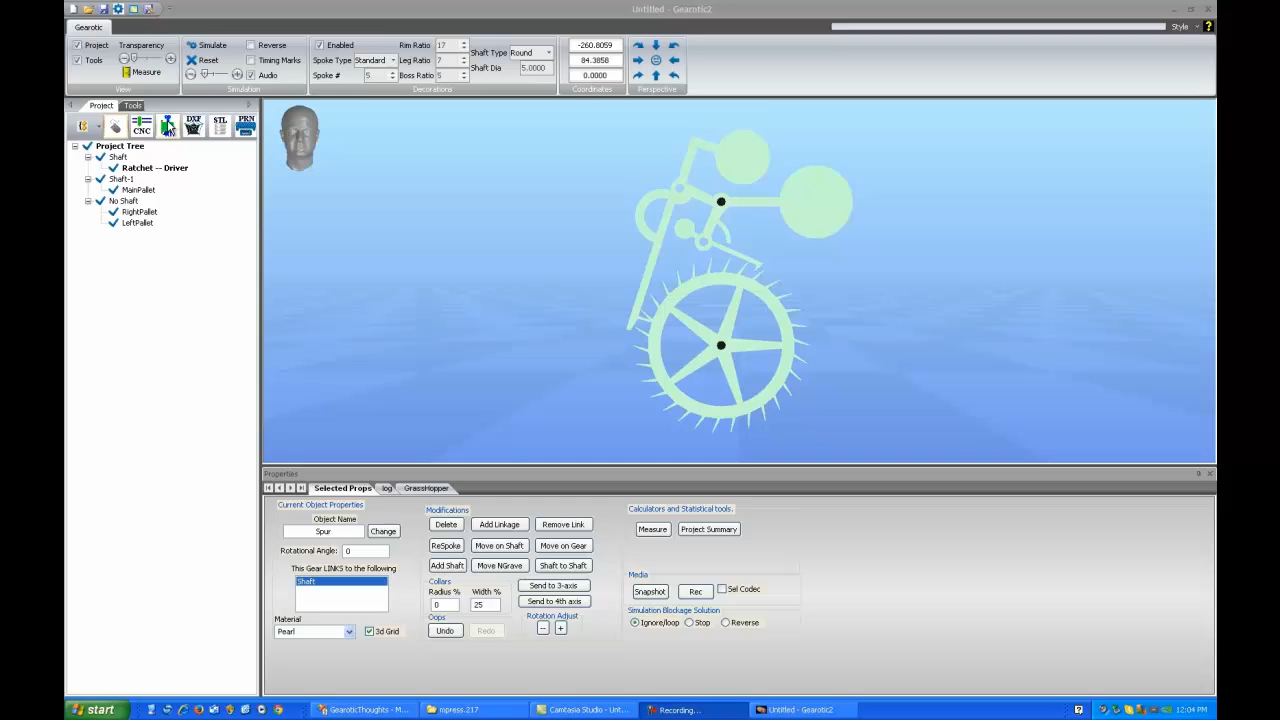 Untitled - Gearotic2
Gearotic
Style
Project Transparency
Tools
Measure
View
Simulate Reverse
Reset Timing Marks
Audio
Simulation
Enabled Rim Ratio 17
Spoke Type Standard Leg Ratio 7
Spoke # 5 Boss Ratio 5
Shaft Type Round
Shaft Dia 5.0000
Decorations
-260.8059
84.3858
0.0000
Coordinates
Perspective
Project Tools
CNC DXF STL PRN
Project Tree
Shaft
Ratchet -- Driver
Shaft-1
MainPallet
No Shaft
RightPallet
LeftPallet
Properties
Selected Props log GrassHopper
Current Object Properties
Object Name
Spur Change
Rotational Angle: 0
This Gear LINKS to the following
Shaft
Material
Pearl 3d Grid
Modifications
Delete Add Linkage Remove Link
ReSpoke Move on Shaft Move on Gear
Add Shaft Move NGrave Shaft to Shaft
Collars
Radius % Width %
0 25
Send to 3-axis
Send to 4th axis
Oops
Undo Redo
Rotation Adjust
- +
Calculators and Statistical tools.
Measure Project Summary
Media
Snapshot Rec Sel Codec
Simulation Blockage Solution
Ignore/loop Stop Reverse
start GearoticThoughts - M... mpress.217 Camtasia Studio - Unt... Recording... Untitled - Gearotic2 12:04 PM